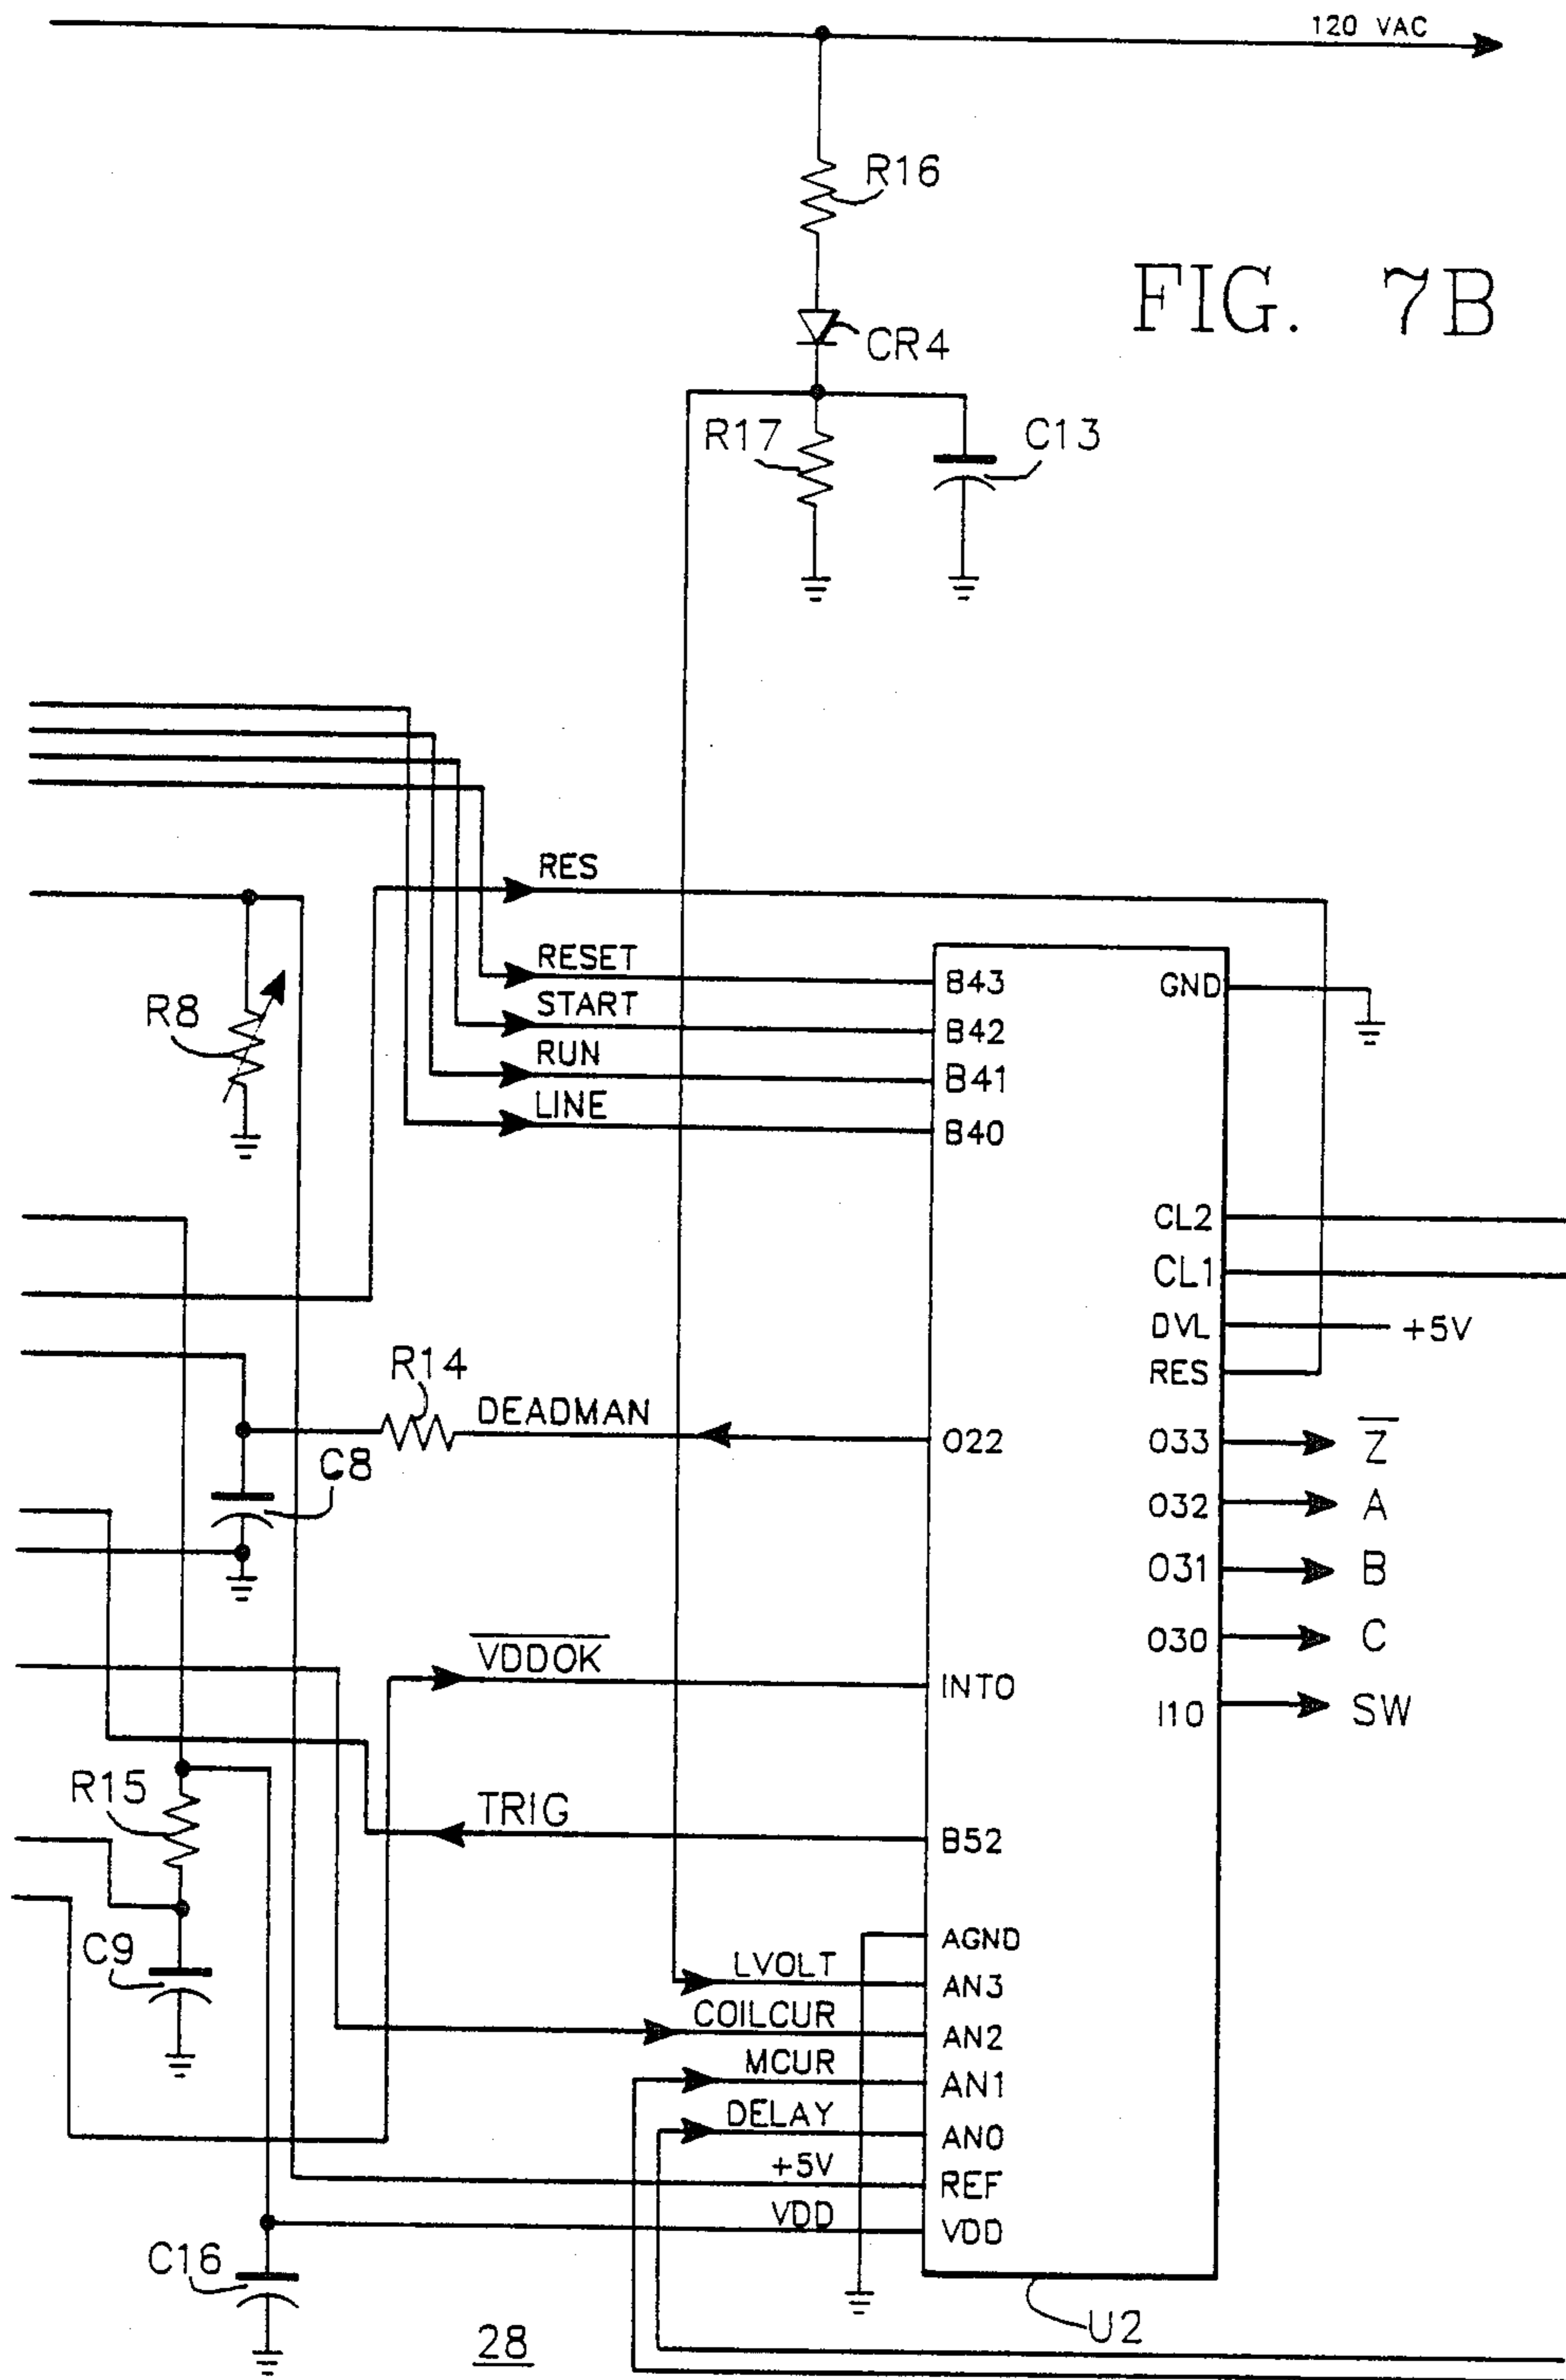 120 VAC
R16
FIG. 7B
CR4
R17
C13
RES
RESET
B43
GND
START
B42
R8
RUN
B41
LINE
B40
CL2
CL1
DVL
+5V
RES
R14
DEADMAN
O22
O33
Z
C8
O32
A
O31
B
VDDOK
O30
C
INTO
I10
SW
R15
TRIG
B52
AGND
C9
LVOLT
AN3
COILCUR
AN2
MCUR
AN1
DELAY
AN0
+5V
REF
VDD
VDD
C16
U2
28